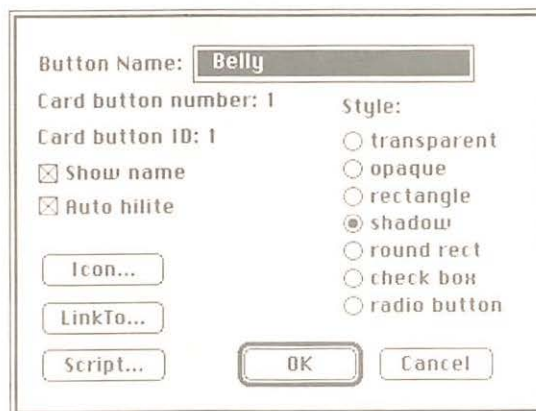 Button Name: Belly
Card button number: 1
Card button ID: 1
Show name
Auto hilite
Icon...
LinkTo...
Script...
Style:
transparent
opaque
rectangle
shadow
round rect
check box
radio button
OK
Cancel